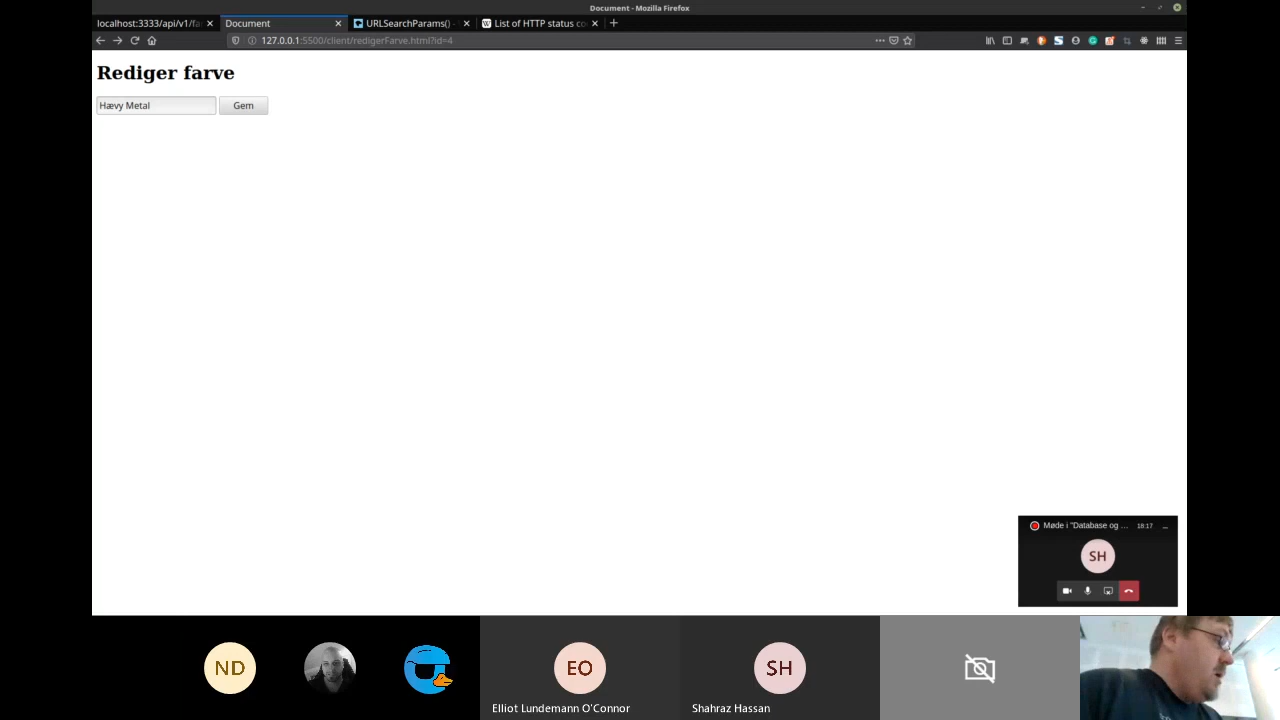 Document - Mozilla Firefox
localhost:3333/api/v1/fa
Document
URLSearchParams() -
List of HTTP status co
127.0.0.1:5500/client/redigerFarve.html?id=4
Rediger farve
Hævy Metal
Gem
Møde i "Database og ...
18:17
SH
ND
EO
SH
Elliot Lundemann O'Connor
Shahraz Hassan